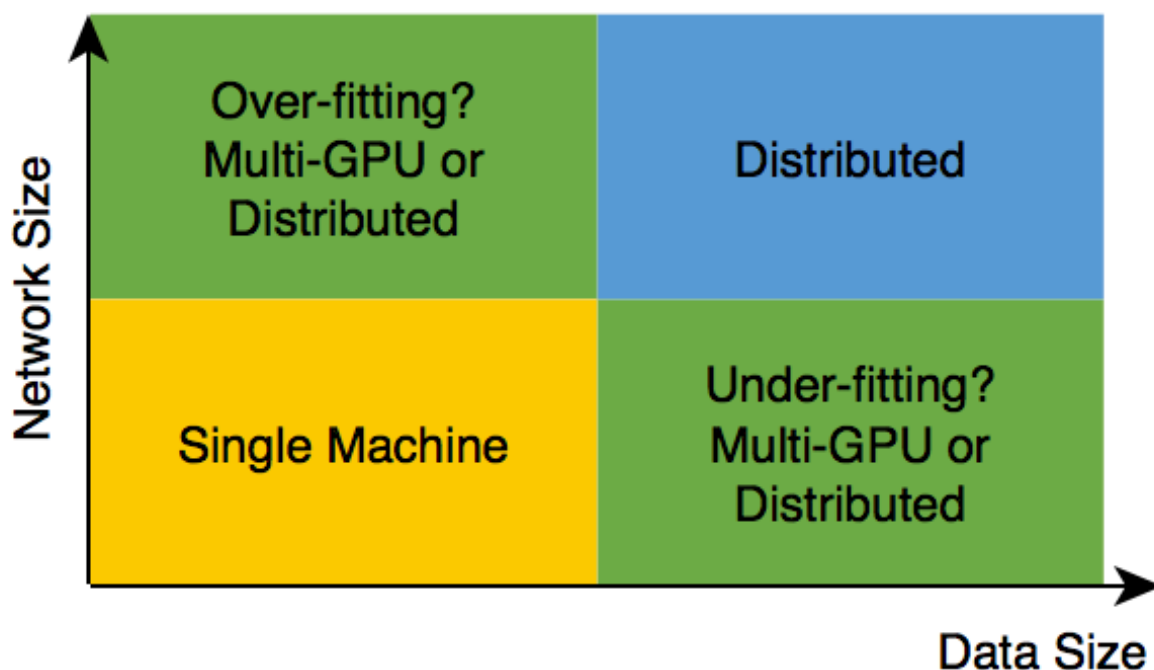 Over-fitting?
Multi-GPU or
Distributed
Distributed
Network Size
Single Machine
Under-fitting?
Multi-GPU or
Distributed
Data Size